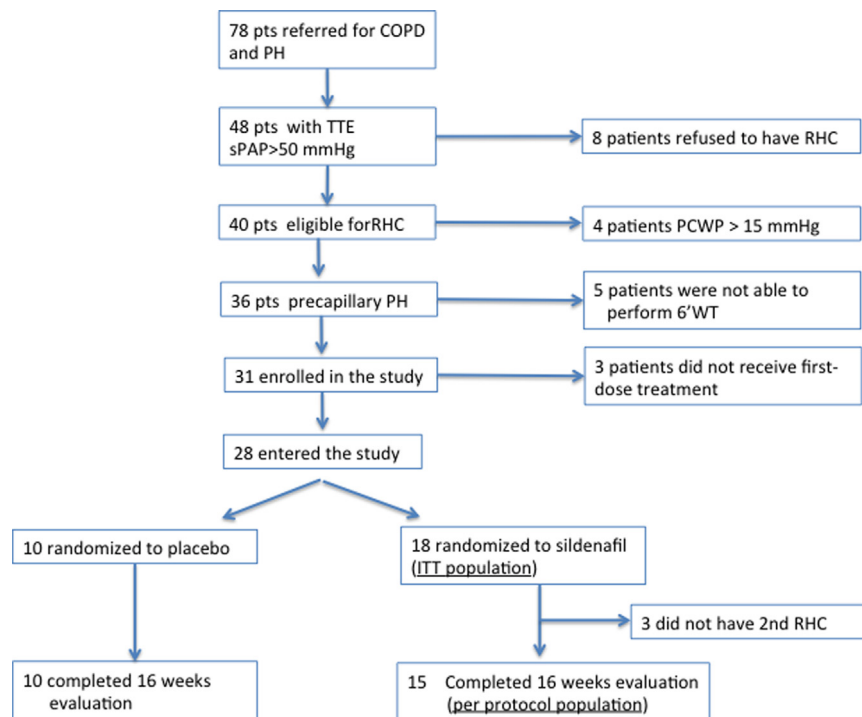 78 pts referred for COPD
and PH
48 pts with TTE
sPAP>50 mmHg
8 patients refused to have RHC
40 pts eligible forRHC
4 patients PCWP > 15 mmHg
36 pts precapillary PH
5 patients were not able to
perform 6'WT
31 enrolled in the study
3 patients did not receive first-
dose treatment
28 entered the study
10 randomized to placebo
18 randomized to sildenafil
(ITT population)
3 did not have 2nd RHC
10 completed 16 weeks
evaluation
15 Completed 16 weeks evaluation
(per protocol population)